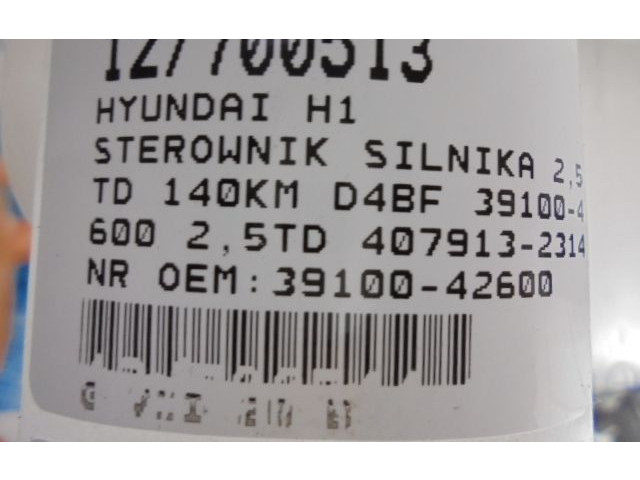 127700513
HYUNDAI H1
STEROWNIK SILNIKA 2,5
TD 140KM D4BF 39100-4
600 2,5TD 407913-2314
NR OEM:39100-42600